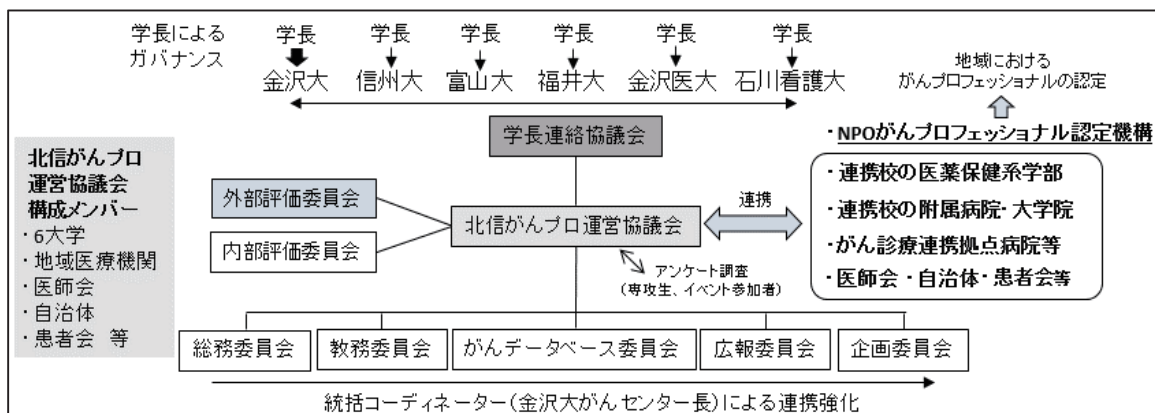 学長による
ガバナンス
学長 学長 学長 学長 学長 学長
金沢大 信州大 富山大 福井大 金沢医大 石川看護大
地域における
がんプロフェッショナルの認定
学長連絡協議会
・NPOがんプロフェッショナル認定機構
北信がんプロ
運営協議会
構成メンバー
・6大学
・地域医療機関
・医師会
・自治体
・患者会 等
外部評価委員会
内部評価委員会
北信がんプロ運営協議会
連携
・連携校の医薬保健系学部
・連携校の附属病院・大学院
・がん診療連携拠点病院等
・医師会・自治体・患者会等
アンケート調査
(専攻生、イベント参加者)
総務委員会 教務委員会 がんデータベース委員会 広報委員会 企画委員会
統括コーディネーター(金沢大がんセンター長)による連携強化